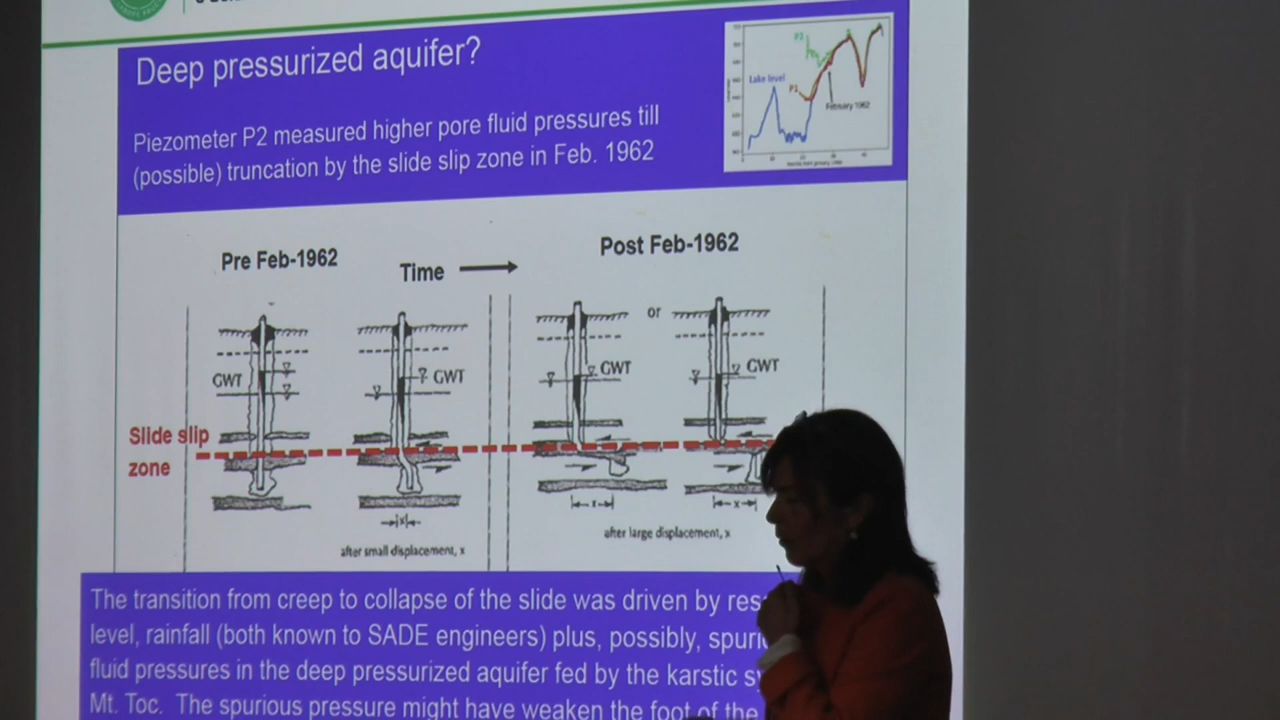 Deep pressurized aquifer?
Piezometer P2 measured higher pore fluid pressures till
(possible) truncation by the slide slip zone in Feb. 1962
P2
Lake level
P1
February 1962
Pre Feb-1962
Time
Post Feb-1962
or
GWT
GWT
GWT
GWT
Slide slip
zone
x
x
x
after small displacement, x
after large displacement, x
The transition from creep to collapse of the slide was driven by
level, rainfall (both known to SADE engineers) plus, possibly,
fluid pressures in the deep pressurized aquifer fed by the karstic
Mt. Toc. The spurious pressure might have weaken the foot of the